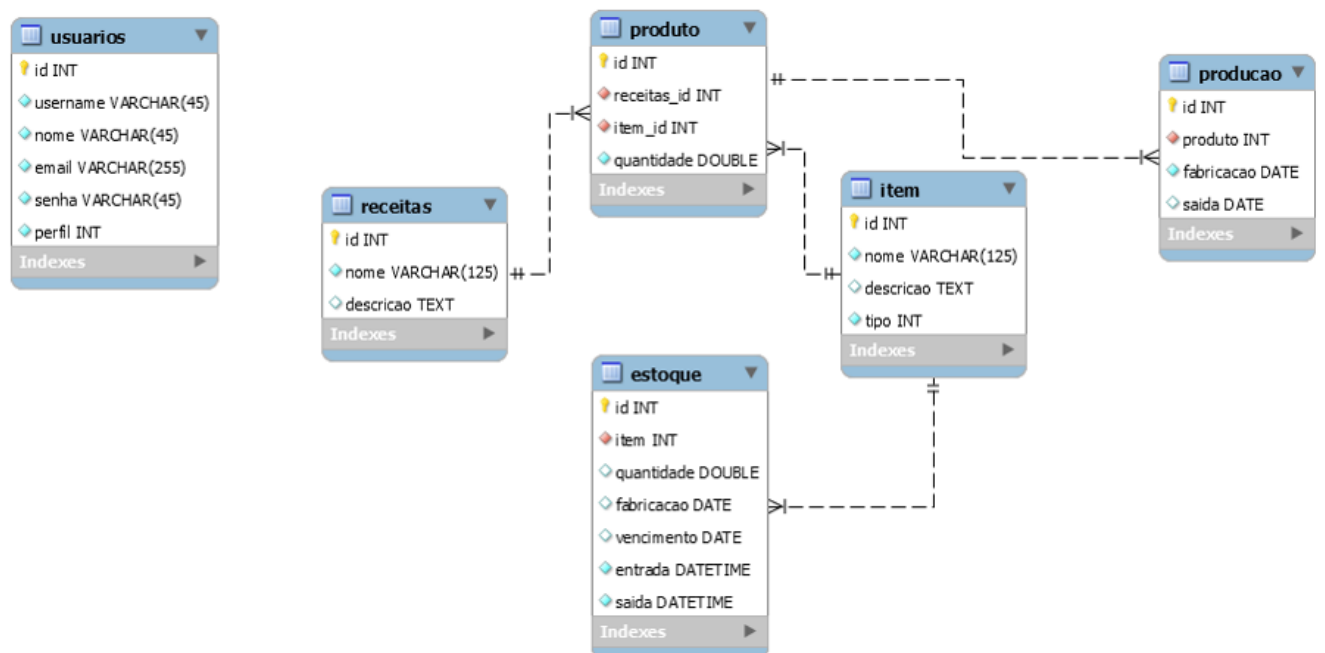 usuarios
id INT
username VARCHAR(45)
nome VARCHAR(45)
email VARCHAR(255)
senha VARCHAR(45)
perfil INT
Indexes
receitas
id INT
nome VARCHAR(125)
descricao TEXT
Indexes
produto
id INT
receitas_id INT
item_id INT
quantidade DOUBLE
Indexes
estoque
id INT
item INT
quantidade DOUBLE
fabricacao DATE
vencimento DATE
entrada DATETIME
saida DATETIME
Indexes
item
id INT
nome VARCHAR(125)
descricao TEXT
tipo INT
Indexes
producao
id INT
produto INT
fabricacao DATE
saida DATE
Indexes